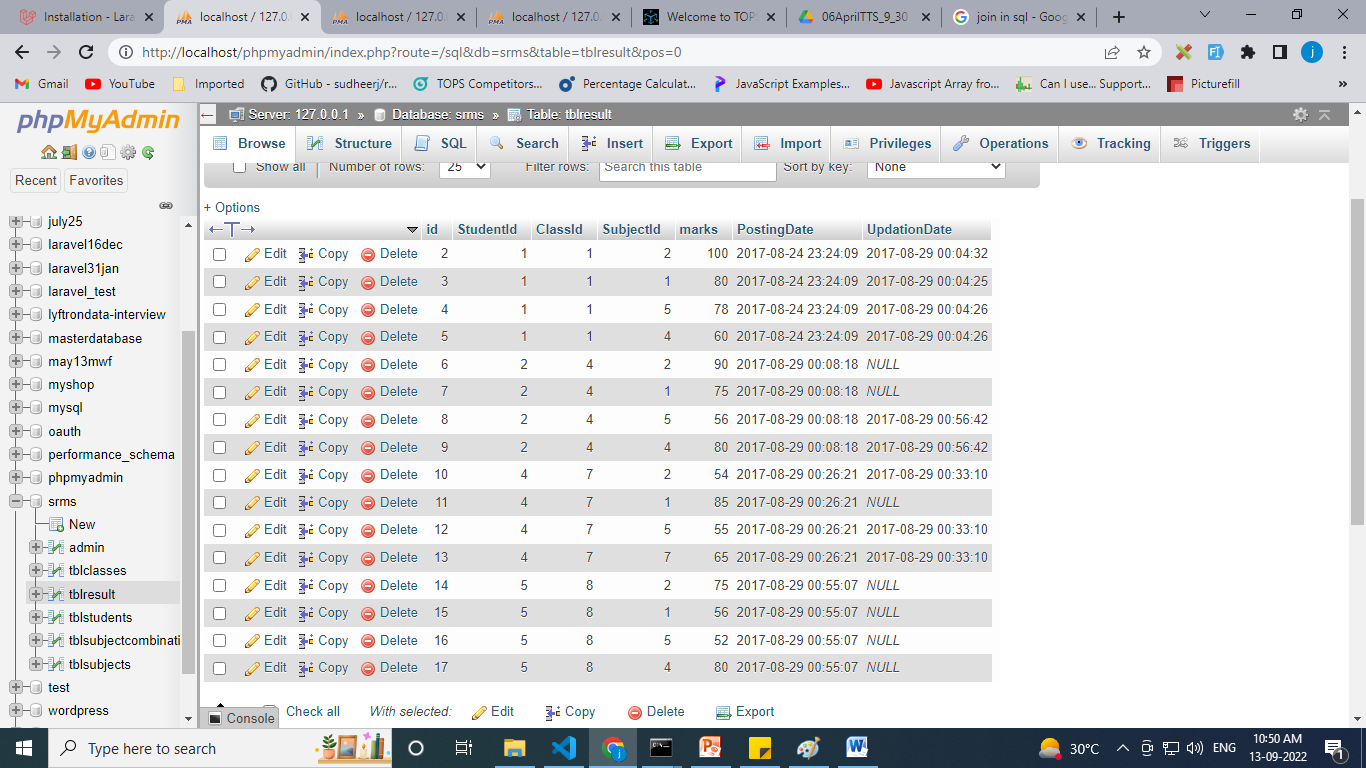 Installation - Lara
localhost / 127.0.
localhost / 127.0.
localhost / 127.0.
Welcome to TOPS
06AprilTTS_9_30
join in sql - Goog
http://localhost/phpmyadmin/index.php?route=/sql&db=srms&table=tblresult&pos=0
j
Gmail YouTube Imported GitHub - sudheerj/r... TOPS Competitors... Percentage Calculat... JavaScript Examples... Javascript Array fro... Can I use... Support... Picturefill »
phpMyAdmin
Recent Favorites
july25
laravel16dec
laravel31jan
laravel_test
lyftrondata-interview
masterdatabase
may13mwf
myshop
mysql
oauth
performance_schema
phpmyadmin
srms
New
admin
tblclasses
tblresult
tblstudents
tblsubjectcombinati
tblsubjects
test
wordpress
Server: 127.0.0.1 » Database: srms » Table: tblresult
Browse Structure SQL Search Insert Export Import Privileges Operations Tracking Triggers
Show all Number of rows: 25 Filter rows: Search this table Sort by key: None
+ Options
←T→ id StudentId ClassId SubjectId marks PostingDate UpdationDate
Edit Copy Delete 2 1 1 2 100 2017-08-24 23:24:09 2017-08-29 00:04:32
Edit Copy Delete 3 1 1 1 80 2017-08-24 23:24:09 2017-08-29 00:04:25
Edit Copy Delete 4 1 1 5 78 2017-08-24 23:24:09 2017-08-29 00:04:26
Edit Copy Delete 5 1 1 4 60 2017-08-24 23:24:09 2017-08-29 00:04:26
Edit Copy Delete 6 2 4 2 90 2017-08-29 00:08:18 NULL
Edit Copy Delete 7 2 4 1 75 2017-08-29 00:08:18 NULL
Edit Copy Delete 8 2 4 5 56 2017-08-29 00:08:18 2017-08-29 00:56:42
Edit Copy Delete 9 2 4 4 80 2017-08-29 00:08:18 2017-08-29 00:56:42
Edit Copy Delete 10 4 7 2 54 2017-08-29 00:26:21 2017-08-29 00:33:10
Edit Copy Delete 11 4 7 1 85 2017-08-29 00:26:21 NULL
Edit Copy Delete 12 4 7 5 55 2017-08-29 00:26:21 2017-08-29 00:33:10
Edit Copy Delete 13 4 7 7 65 2017-08-29 00:26:21 2017-08-29 00:33:10
Edit Copy Delete 14 5 8 2 75 2017-08-29 00:55:07 NULL
Edit Copy Delete 15 5 8 1 56 2017-08-29 00:55:07 NULL
Edit Copy Delete 16 5 8 5 52 2017-08-29 00:55:07 NULL
Edit Copy Delete 17 5 8 4 80 2017-08-29 00:55:07 NULL
Check all With selected: Edit Copy Delete Export
Console
Type here to search
30°C ENG
10:50 AM
13-09-2022
1